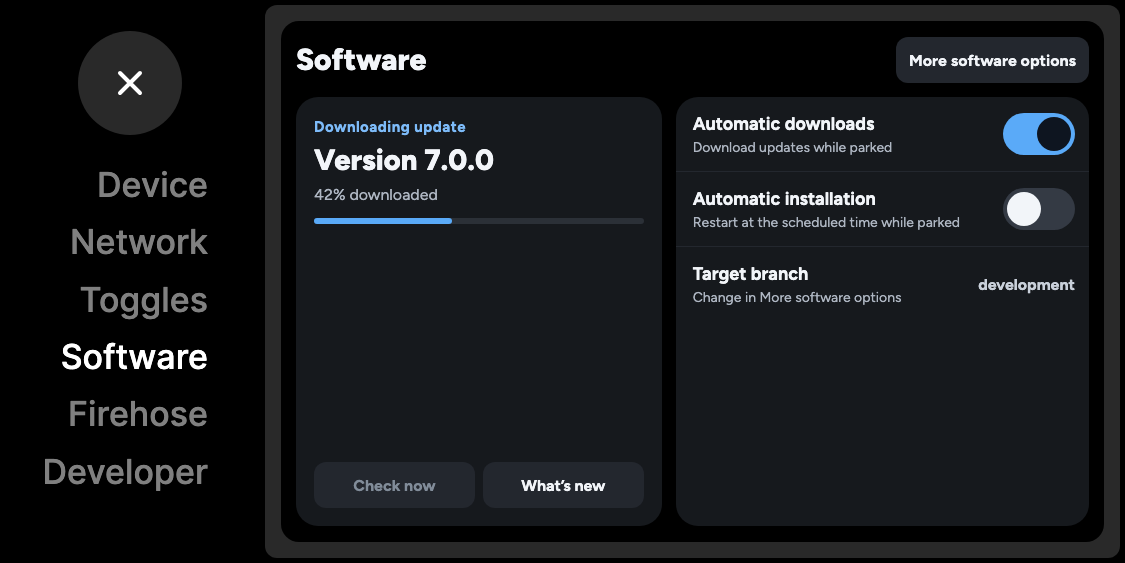 Device
Network
Toggles
Software
Firehose
Developer
Software
More software options
Downloading update
Version 7.0.0
42% downloaded
Check now
What's new
Automatic downloads
Download updates while parked
Automatic installation
Restart at the scheduled time while parked
Target branch
Change in More software options
development